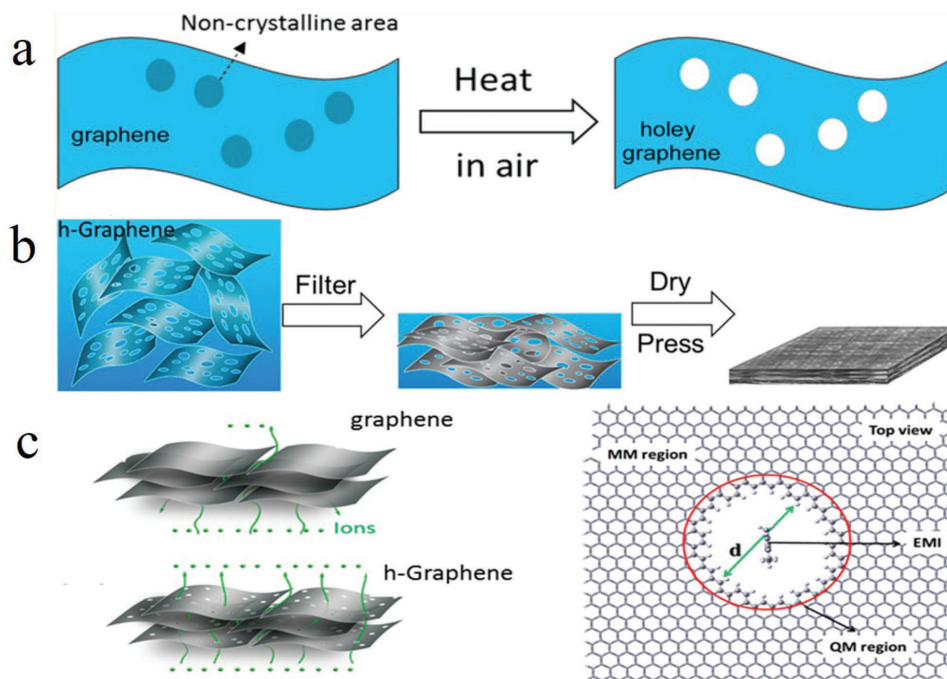 a
Non-crystalline area
graphene
Heat
in air
holey
graphene
b
h-Graphene
Filter
Dry
Press
c
graphene
Ions
h-Graphene
Top view
MM region
d
EMI
QM region